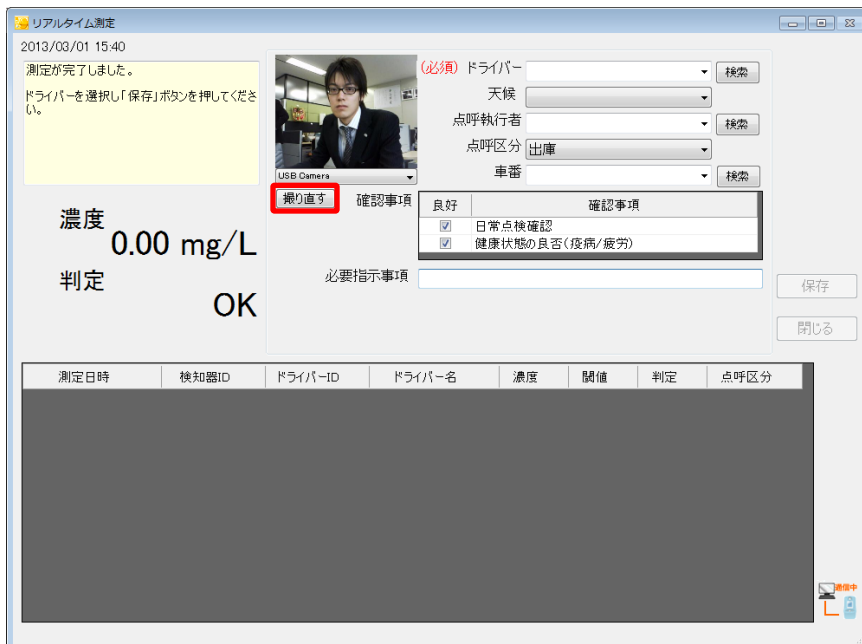 リアルタイム測定
2013/03/01 15:40
測定が完了しました。
ドライバーを選択し「保存」ボタンを押してくださ
い。
USB Camera
撮り直す
(必須) ドライバー
検索
天候
点呼執行者
検索
点呼区分 出庫
車番
検索
確認事項
良好 確認事項
日常点検確認
健康状態の良否(疫病/疲労)
必要指示事項
濃度
0.00 mg/L
判定
OK
保存
閉じる
測定日時 検知器ID ドライバーID ドライバー名 濃度 閾値 判定 点呼区分
通信中